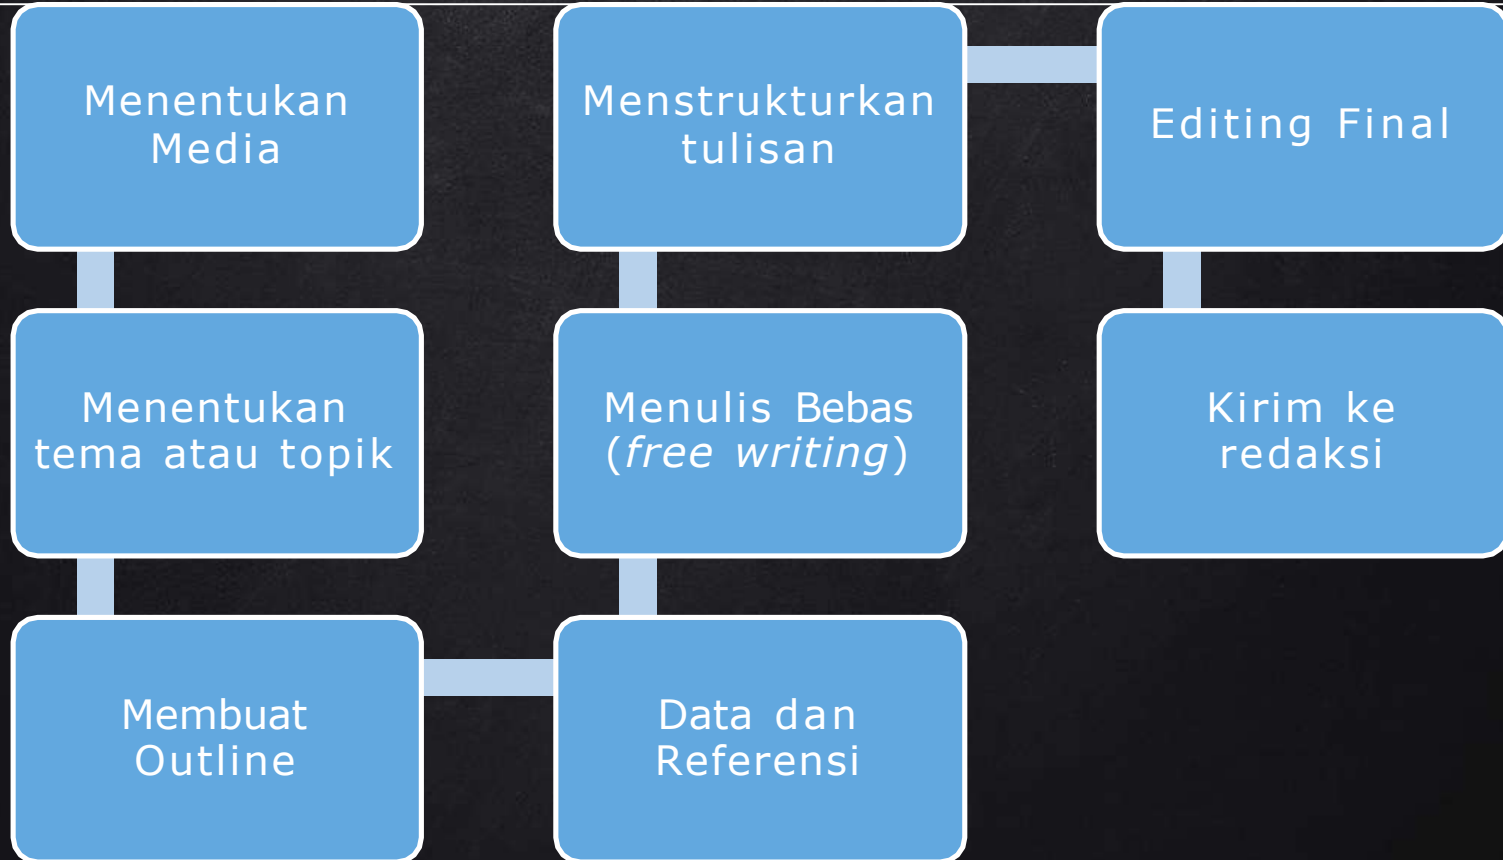 Menentukan
Media
Menentukan
tema atau topik
Membuat
Outline
Data dan
Referensi
Menulis Bebas
(free writing)
Menstrukturkan
tulisan
Editing Final
Kirim ke
redaksi